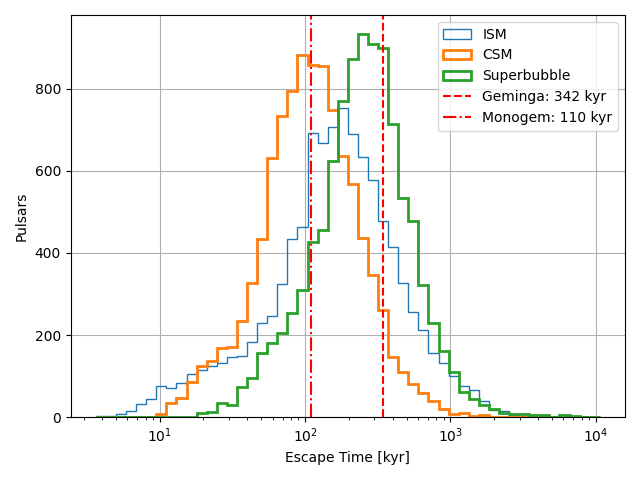 ISM
CSM
Superbubble
Geminga: 342 kyr
Monogem: 110 kyr
Pulsars
800
600
400
200
0
10¹
10²
10³
10⁴
Escape Time [kyr]